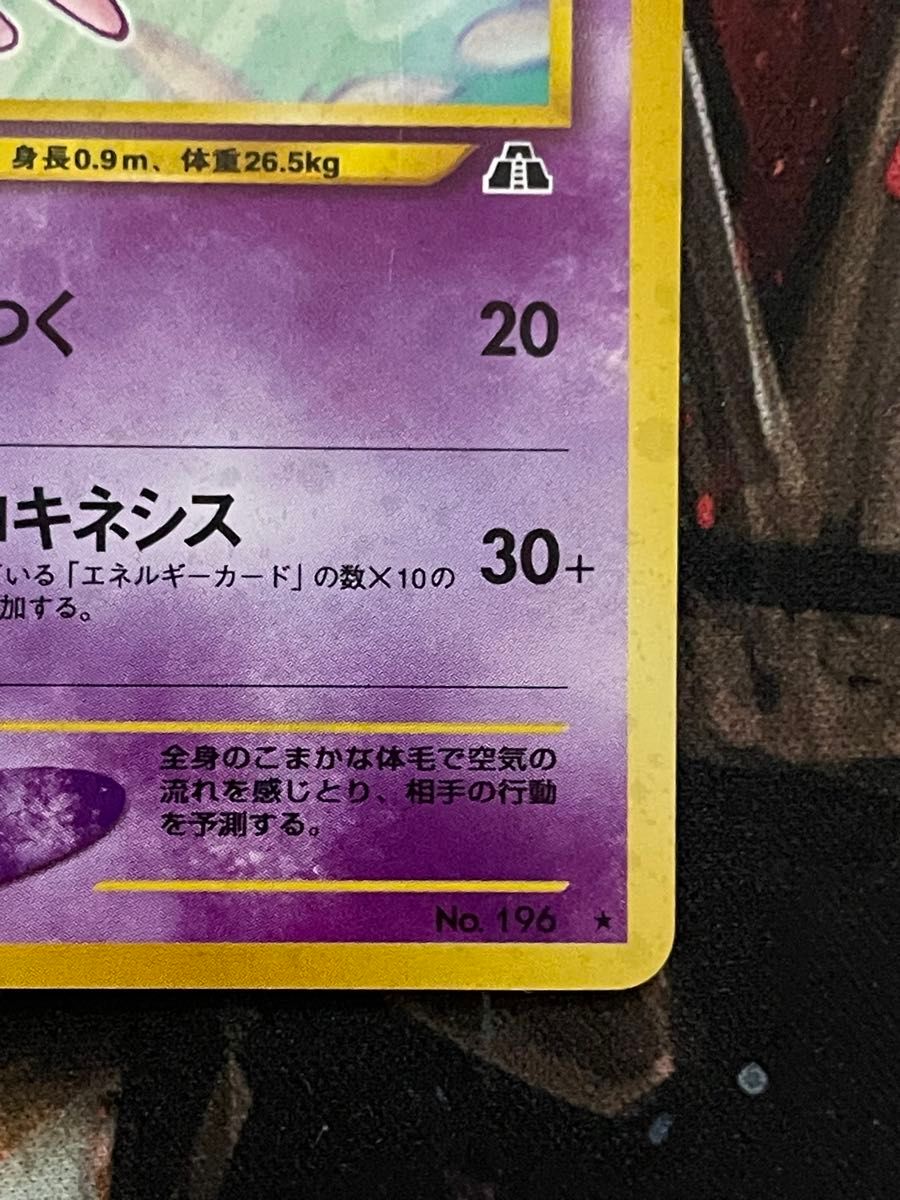 身長0.9m、体重26.5kg
つく 20
コキネシス
30+
いる「エネルギーカード」の数×10の
加する。
全身のこまかな体毛で空気の
流れを感じとり、相手の行動
を予測する。
No. 196 ★